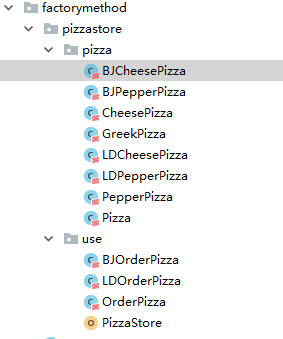 factorymethod
pizzastore
pizza
BJCheesePizza
BJPepperPizza
CheesePizza
GreekPizza
LDCheesePizza
LDPepperPizza
PepperPizza
Pizza
use
BJOrderPizza
LDOrderPizza
OrderPizza
PizzaStore